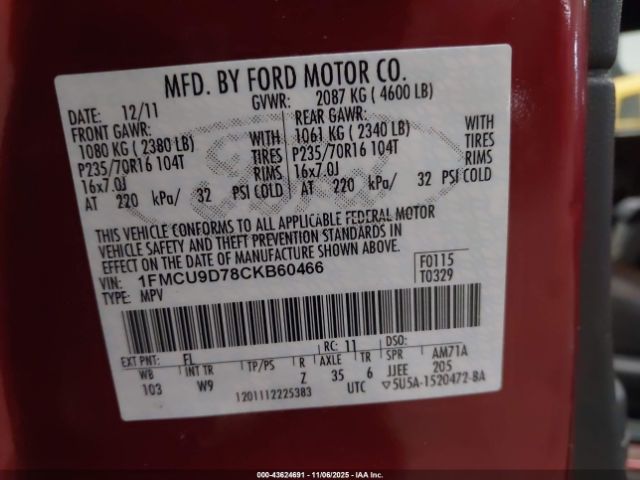 MFD. BY FORD MOTOR CO.
DATE: 12/11 GVWR: 2087 KG ( 4600 LB)
FRONT GAWR: REAR GAWR:
1080 KG ( 2380 LB) WITH 1061 KG ( 2340 LB) WITH
P235/70R16 104T TIRES P235/70R16 104T TIRES
16x7.0J RIMS 16x7.0J RIMS
AT 220 kPa/ 32 PSI COLD AT 220 kPa/ 32 PSI COLD
THIS VEHICLE CONFORMS TO ALL APPLICABLE FEDERAL MOTOR
VEHICLE SAFETY AND THEFT PREVENTION STANDARDS IN
EFFECT ON THE DATE OF MANUFACTURE SHOWN ABOVE.
VIN: 1FMCU9D78CKB60466 F0115
TYPE: MPV T0329
EXT PNT: FL RC: 11 DSO:
WB INT TR TP/PS R AXLE TR SPR AM71A
103 W9 Z 35 6 JJEE 205
1201112225383 UTC ▽5U5A-1520472-BA
Ford
000-43624691 - 11/06/2025 - IAA Inc.